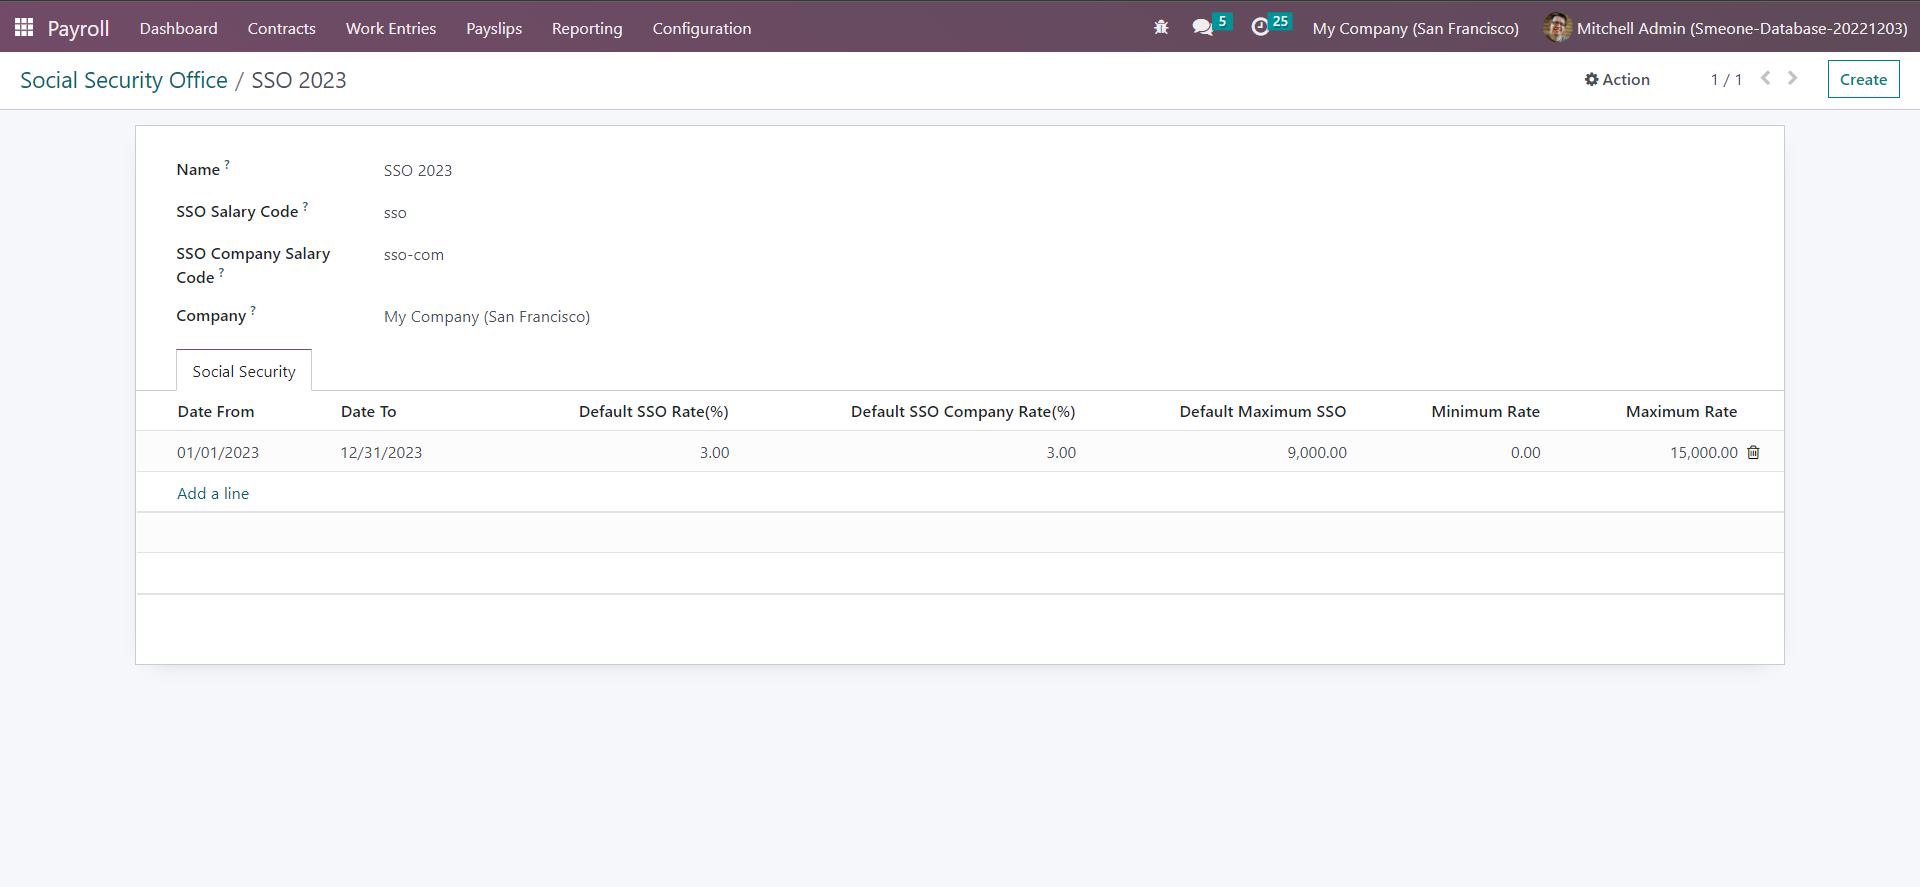 Payroll Dashboard Contracts Work Entries Payslips Reporting Configuration 5 25 My Company (San Francisco) Mitchell Admin (Smeone-Database-20221203)
Social Security Office / SSO 2023 Action 1 / 1 Create
Name ? SSO 2023
SSO Salary Code ? sso
SSO Company Salary Code ? sso-com
Company ? My Company (San Francisco)
Social Security
Date From Date To Default SSO Rate(%) Default SSO Company Rate(%) Default Maximum SSO Minimum Rate Maximum Rate
01/01/2023 12/31/2023 3.00 3.00 9,000.00 0.00 15,000.00
Add a line